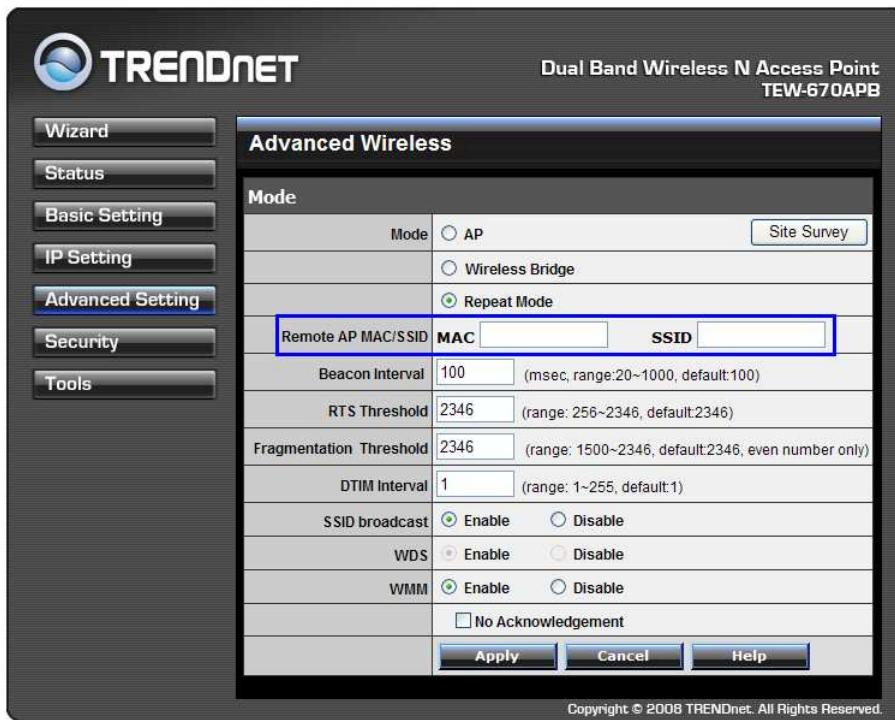 TRENDNET
Dual Band Wireless N Access Point
TEW-670APB
Wizard
Status
Basic Setting
IP Setting
Advanced Setting
Security
Tools
Advanced Wireless
Mode
Mode AP Site Survey
Wireless Bridge
Repeat Mode
Remote AP MAC/SSID MAC SSID
Beacon Interval 100 (msec, range:20~1000, default:100)
RTS Threshold 2346 (range: 256~2346, default:2346)
Fragmentation Threshold 2346 (range: 1500~2346, default:2346, even number only)
DTIM Interval 1 (range: 1~255, default:1)
SSID broadcast Enable Disable
WDS Enable Disable
WMM Enable Disable
No Acknowledgement
Apply Cancel Help
Copyright © 2008 TRENDnet. All Rights Reserved.